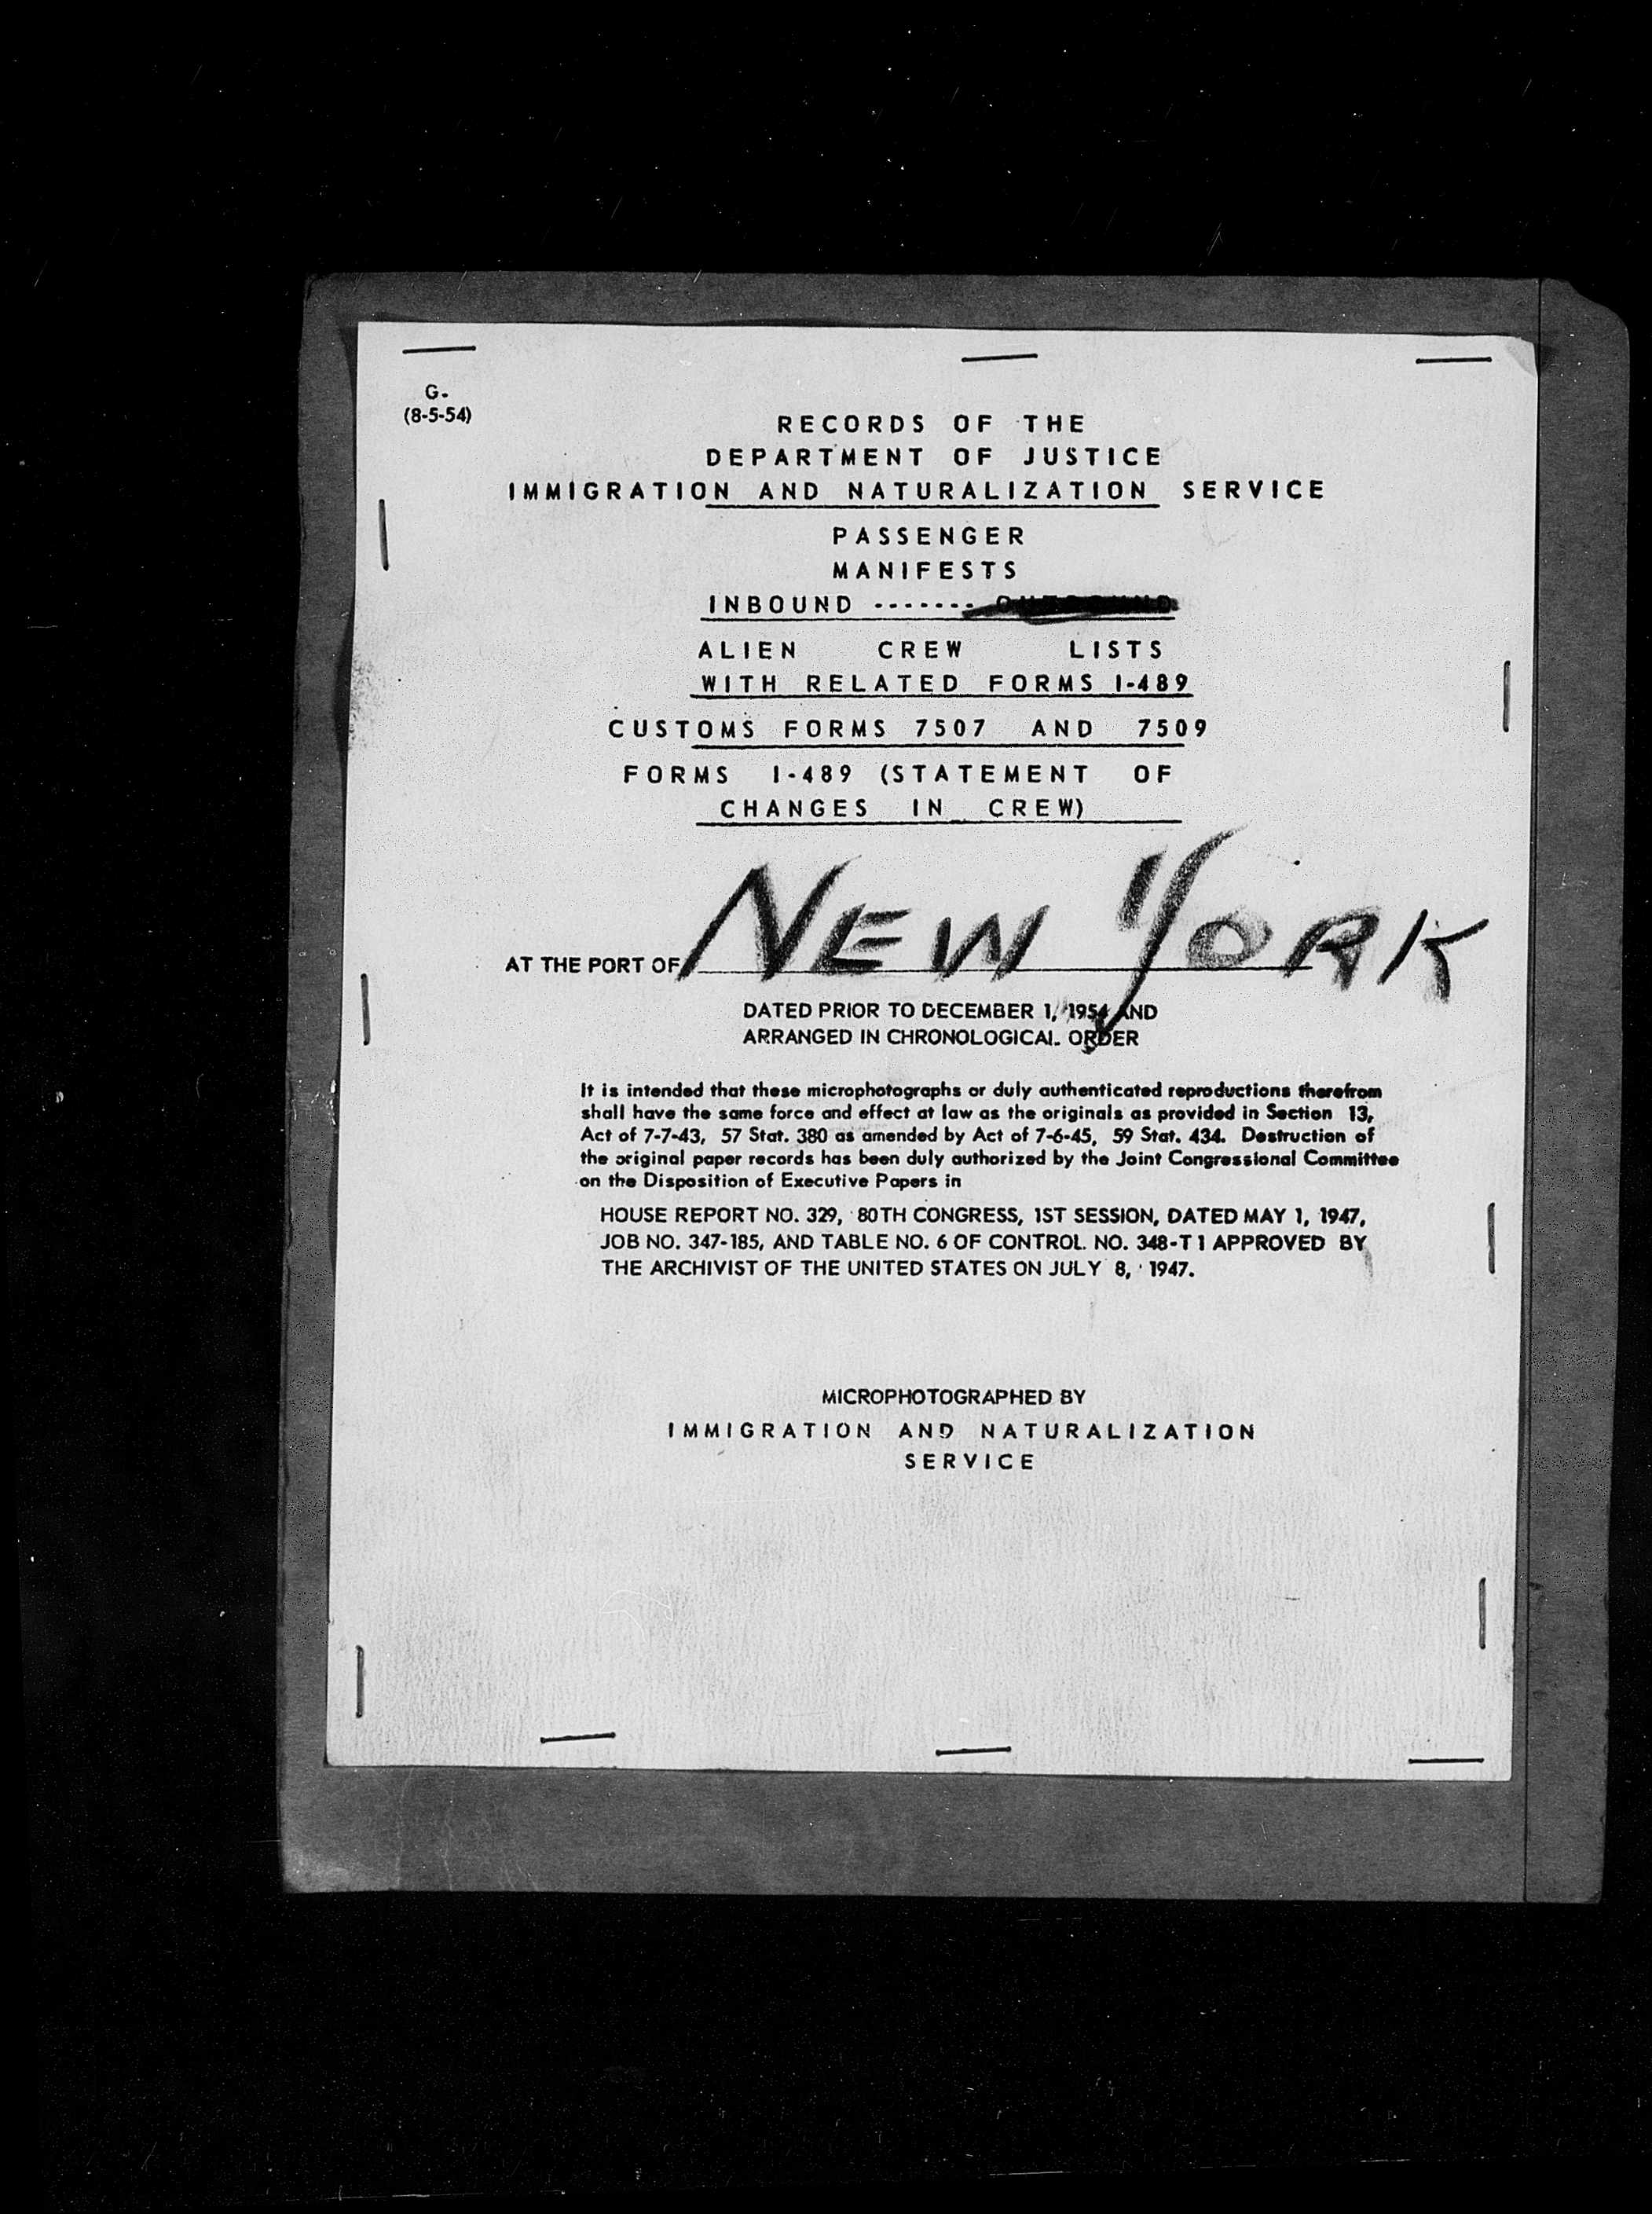 G.
(8-5-54)
RECORDS OF THE
DEPARTMENT OF JUSTICE
IMMIGRATION AND NATURALIZATION SERVICE
PASSENGER
MANIFESTS
INBOUND -------
ALIEN CREW LISTS
WITH RELATED FORMS I-489
CUSTOMS FORMS 7507 AND 7509
FORMS I-489 (STATEMENT OF
CHANGES IN CREW)
AT THE PORT OF NEW YORK
DATED PRIOR TO DECEMBER 1, 1954 AND
ARRANGED IN CHRONOLOGICAL ORDER
It is intended that these microphotographs or duly authenticated reproductions therefrom
shall have the same force and effect at law as the originals as provided in Section 13,
Act of 7-7-43, 57 Stat. 380 as amended by Act of 7-6-45, 59 Stat. 434. Destruction of
the original paper records has been duly authorized by the Joint Congressional Committee
on the Disposition of Executive Papers in
HOUSE REPORT NO. 329, 80TH CONGRESS, 1ST SESSION, DATED MAY 1, 1947,
JOB NO. 347-185, AND TABLE NO. 6 OF CONTROL NO. 348-T1 APPROVED BY
THE ARCHIVIST OF THE UNITED STATES ON JULY 8, 1947.
MICROPHOTOGRAPHED BY
IMMIGRATION AND NATURALIZATION
SERVICE